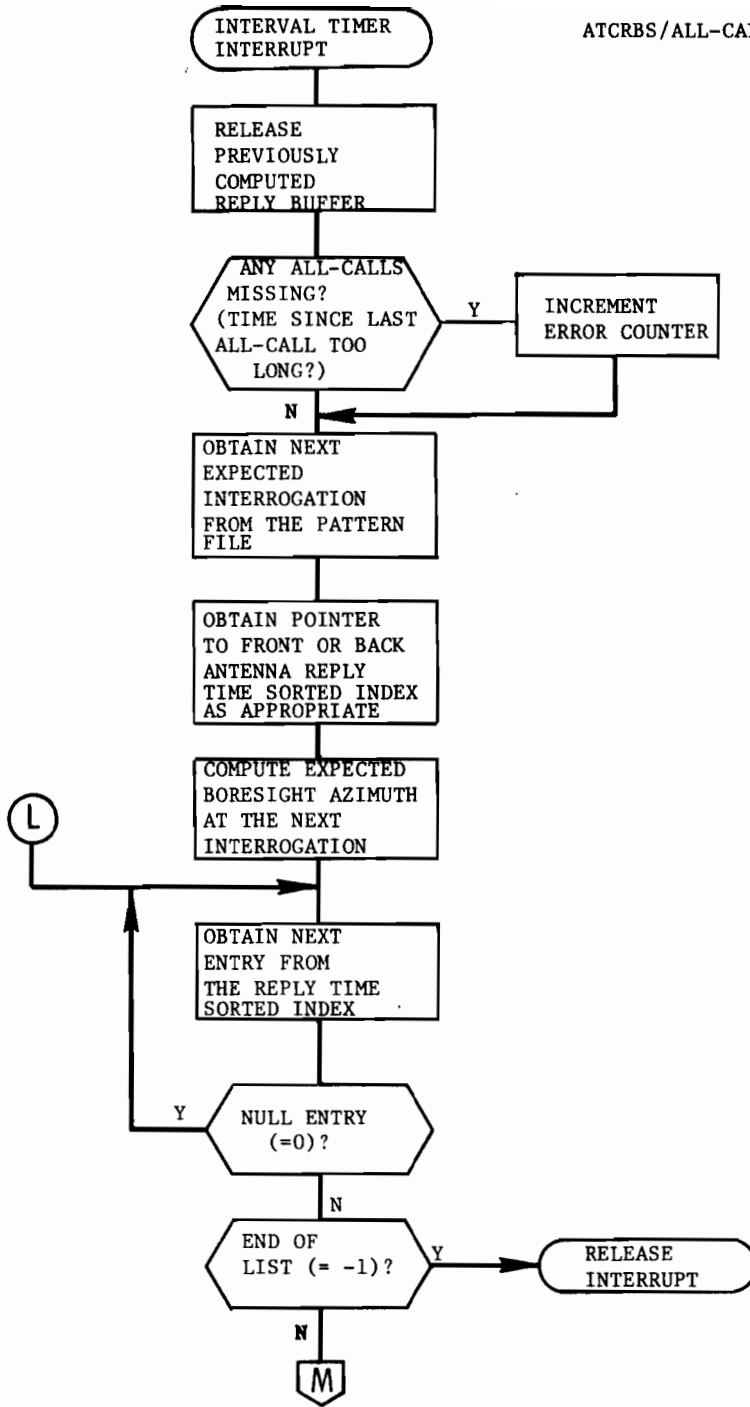 INTERVAL TIMER
INTERRUPT
ATCRBS/ALL-CAL
RELEASE
PREVIOUSLY
COMPUTED
REPLY BUFFER
ANY ALL-CALLS
MISSING?
(TIME SINCE LAST
ALL-CALL TOO
LONG?)
Y
INCREMENT
ERROR COUNTER
N
OBTAIN NEXT
EXPECTED
INTERROGATION
FROM THE PATTERN
FILE
OBTAIN POINTER
TO FRONT OR BACK
ANTENNA REPLY
TIME SORTED INDEX
AS APPROPRIATE
COMPUTE EXPECTED
BORESIGHT AZIMUTH
AT THE NEXT
INTERROGATION
L
OBTAIN NEXT
ENTRY FROM
THE REPLY TIME
SORTED INDEX
Y
NULL ENTRY
(=0)?
N
END OF
LIST (= -1)?
Y
RELEASE
INTERRUPT
N
M